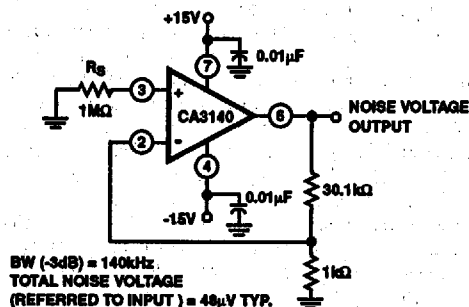 +15V
0.01μF
7
RS
1MΩ
3
+
CA3140
6
NOISE VOLTAGE
OUTPUT
2
-
4
0.01μF
-15V
30.1kΩ
1kΩ
BW (-3dB) = 140kHz
TOTAL NOISE VOLTAGE
(REFERRED TO INPUT ) = 48μV TYP.